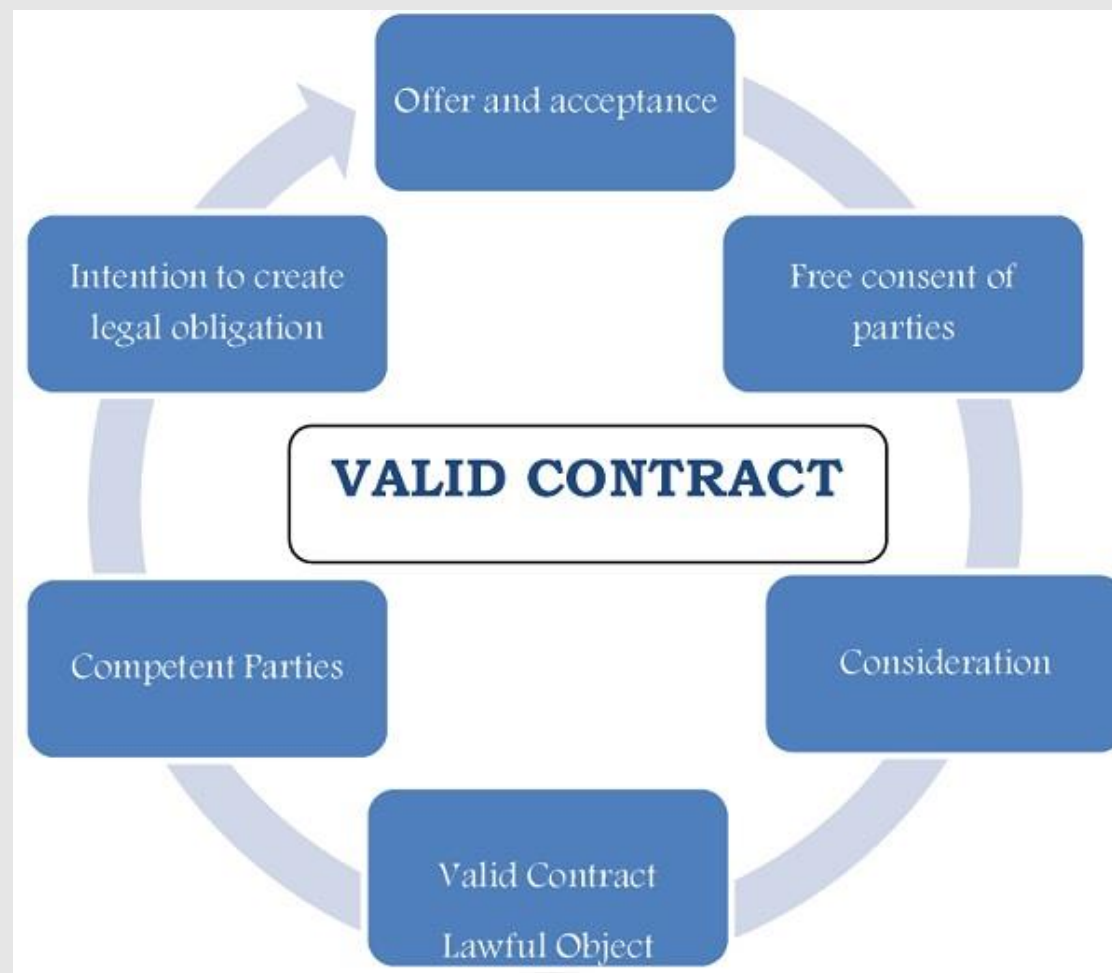 Offer and acceptance
Free consent of
parties
Consideration
Valid Contract
Lawful Object
Competent Parties
Intention to create
legal obligation
VALID CONTRACT